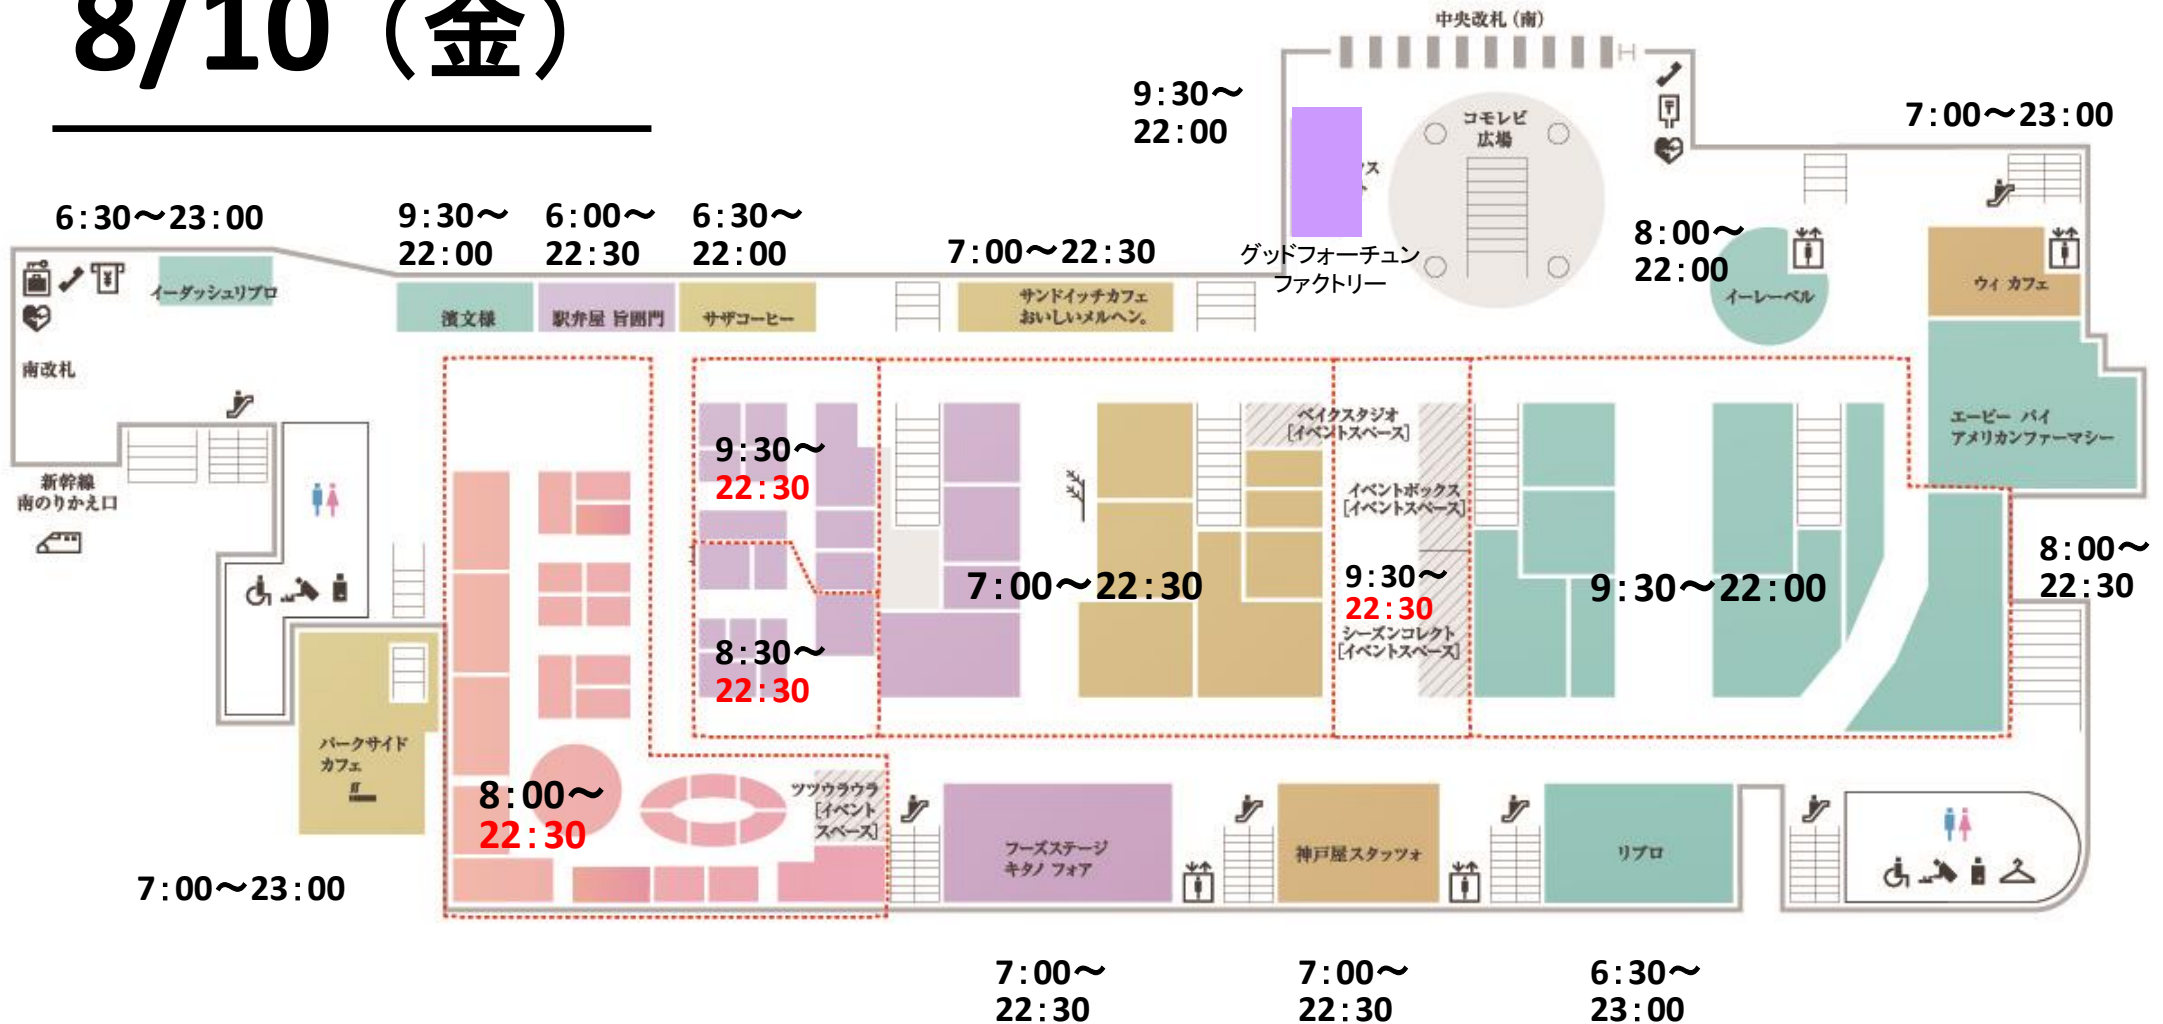 8/10（金）
中央改札（南）
9:30～
22:00
コモレビ
広場
7:00～23:00
6:30～23:00
9:30～
22:00
6:00～
22:30
6:30～
22:00
7:00～22:30
ス
グッドフォーチュン
ファクトリー
8:00～
22:00
イーダッシュリブロ
濱文様
駅弁屋 旨囲門
サザコーヒー
サンドイッチカフェ
おいしいメルヘン。
イーレーベル
ウィ カフェ
南改札
エービー バイ
アメリカンファーマシー
新幹線
南のりかえ口
9:30～
22:30
ベイクスタジオ
[イベントスペース]
イベントボックス
[イベントスペース]
7:00～22:30
9:30～
22:30
シーズンコレクト
[イベントスペース]
9:30～22:00
8:00～
22:30
8:30～
22:30
パークサイド
カフェ
8:00～
22:30
ツツウラウラ
[イベント
スペース]
フーズステージ
キタノ フォア
神戸屋スタッツォ
リブロ
7:00～23:00
7:00～
22:30
7:00～
22:30
6:30～
23:00